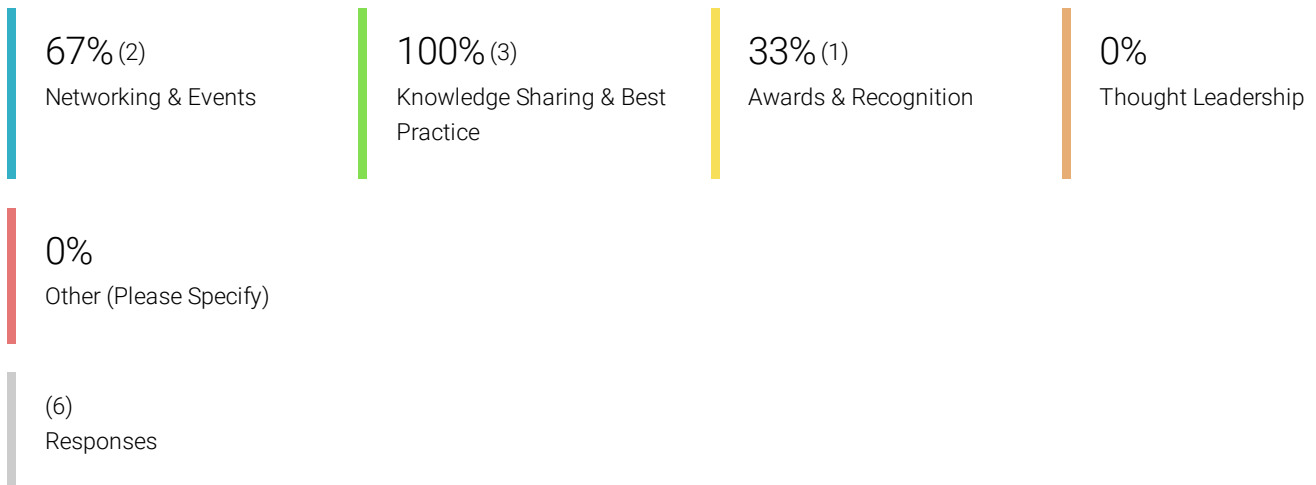 67% (2)
Networking & Events
100% (3)
Knowledge Sharing & Best
Practice
33% (1)
Awards & Recognition
0%
Thought Leadership
0%
Other (Please Specify)
(6)
Responses